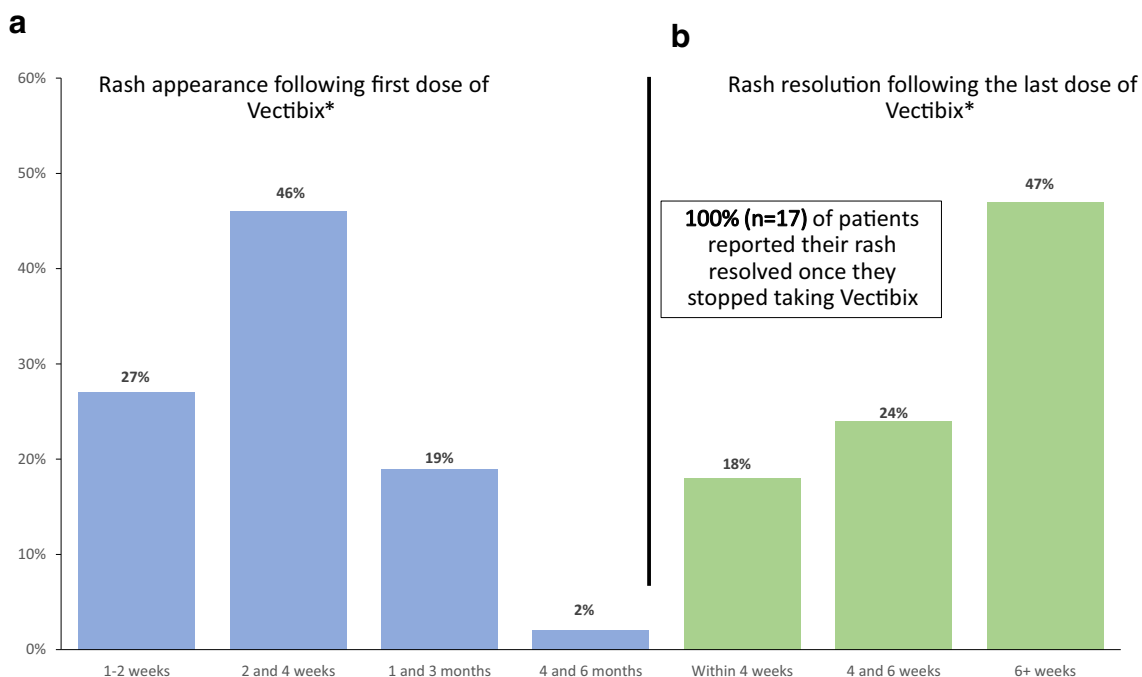 a
b
Rash appearance following first dose of
Vectibix*
Rash resolution following the last dose of
Vectibix*
60%
50%
40%
30%
20%
10%
0%
27%
46%
19%
2%
100% (n=17) of patients
reported their rash
resolved once they
stopped taking Vectibix
18%
24%
47%
1-2 weeks
2 and 4 weeks
1 and 3 months
4 and 6 months
Within 4 weeks
4 and 6 weeks
6+ weeks